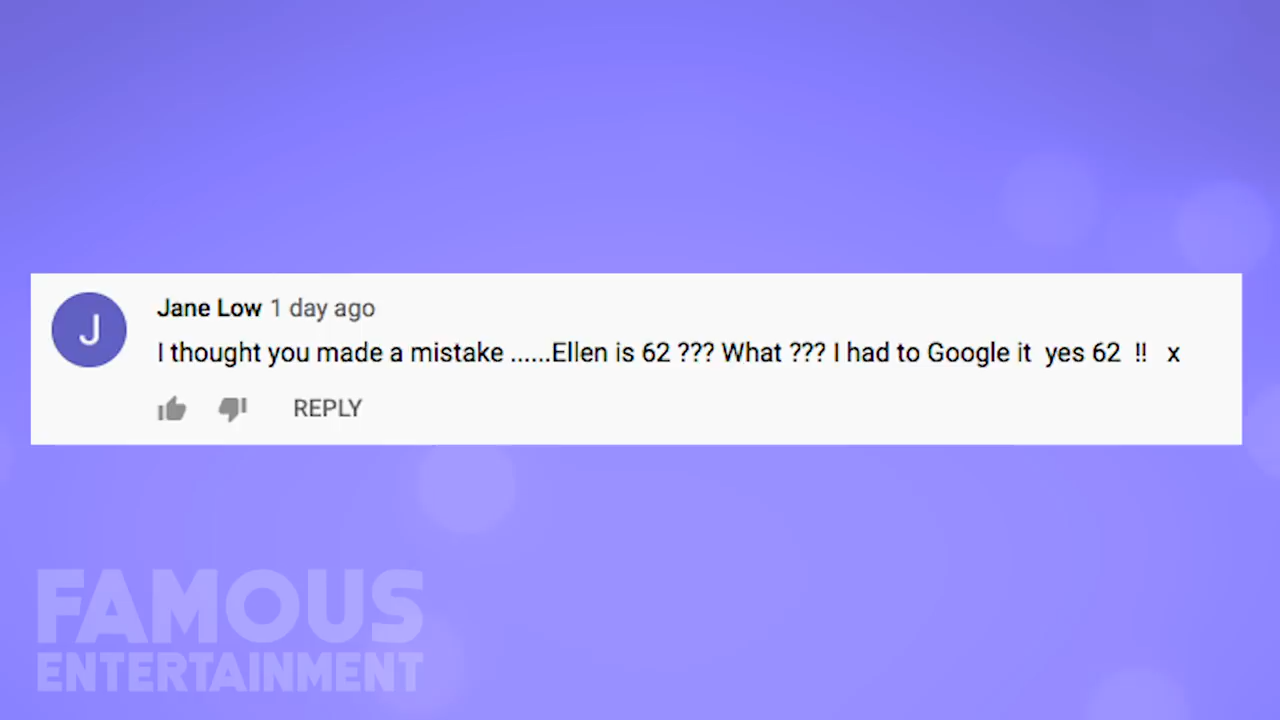 J
Jane Low 1 day ago
I thought you made a mistake ......Ellen is 62 ??? What ??? I had to Google it  yes 62  !!   x
REPLY
FAMOUS
ENTERTAINMENT